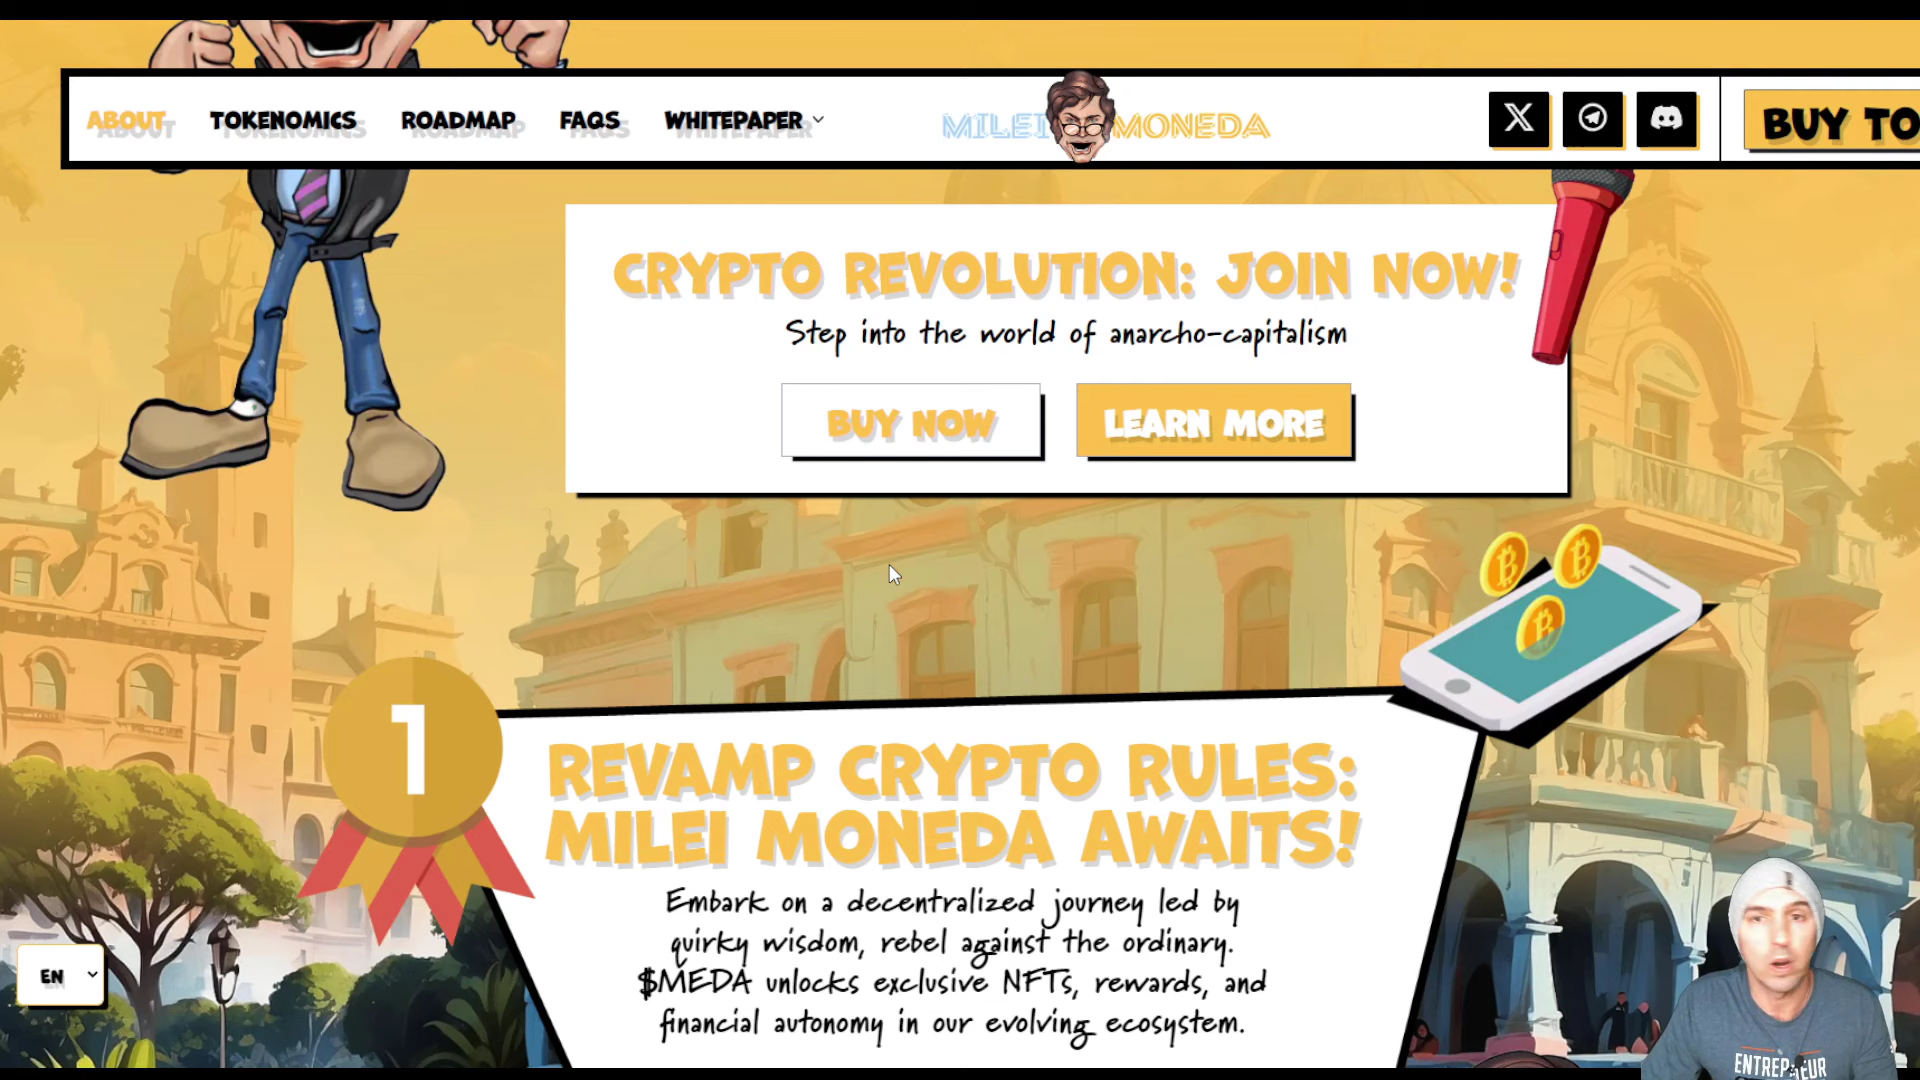 ABOUT TOKENOMICS ROADMAP FAQS WHITEPAPER MILEI MONEDA BUY TO
CRYPTO REVOLUTION: JOIN NOW!
Step into the world of anarcho-capitalism
BUY NOW LEARN MORE
1
REVAMP CRYPTO RULES:
MILEI MONEDA AWAITS!
Embark on a decentralized journey led by
quirky wisdom, rebel against the ordinary.
$MEDA unlocks exclusive NFTs, rewards, and
financial autonomy in our evolving ecosystem.
EN